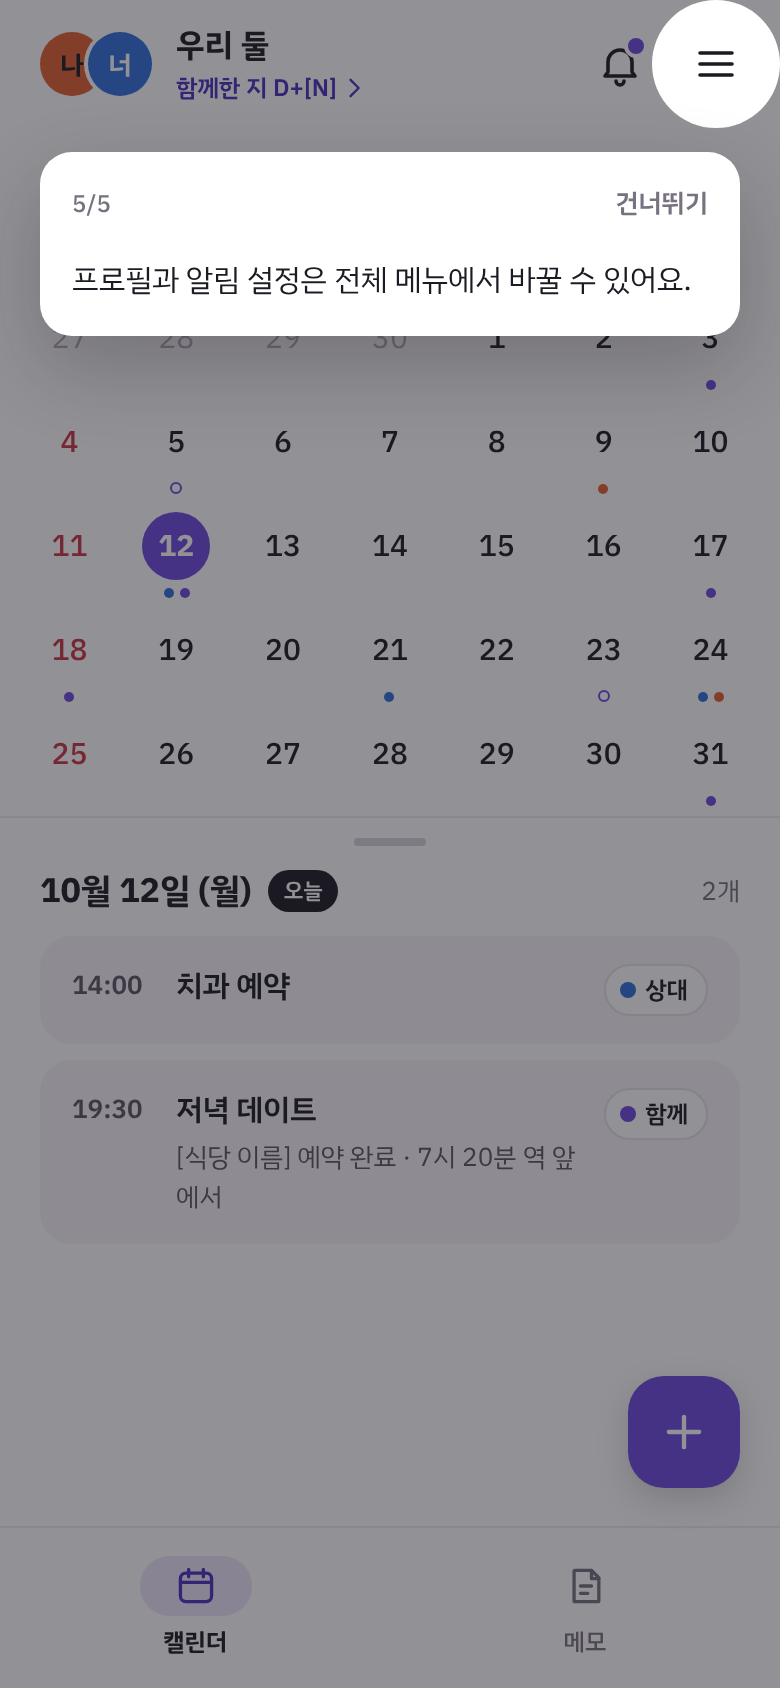 나 너 우리 둘
함께한 지 D+[N]
5/5 건너뛰기
프로필과 알림 설정은 전체 메뉴에서 바꿀 수 있어요.
27 28 29 30 1 2 3
4 5 6 7 8 9 10
11 12 13 14 15 16 17
18 19 20 21 22 23 24
25 26 27 28 29 30 31
10월 12일 (월) 오늘 2개
14:00 치과 예약 상대
19:30 저녁 데이트 함께
[식당 이름] 예약 완료 · 7시 20분 역 앞
에서
캘린더 메모